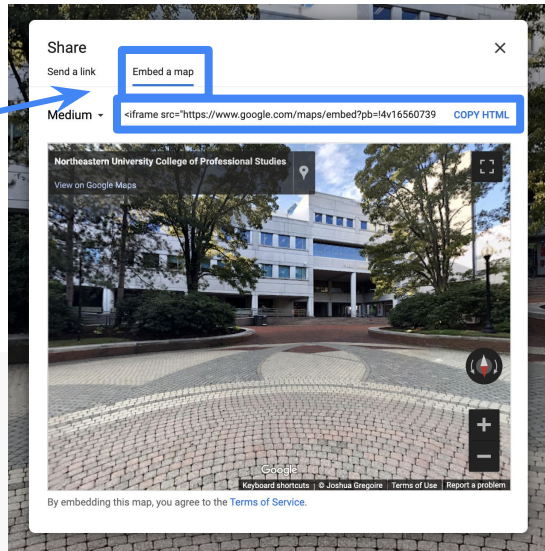 Share
Send a link
Embed a map
Medium
<iframe src="https://www.google.com/maps/embed?pb=!4v16560739
COPY HTML
Northeastern University College of Professional Studies
View on Google Maps
Google
Keyboard shortcuts
© Joshua Gregoire
Terms of Use
Report a problem
By embedding this map, you agree to the Terms of Service.